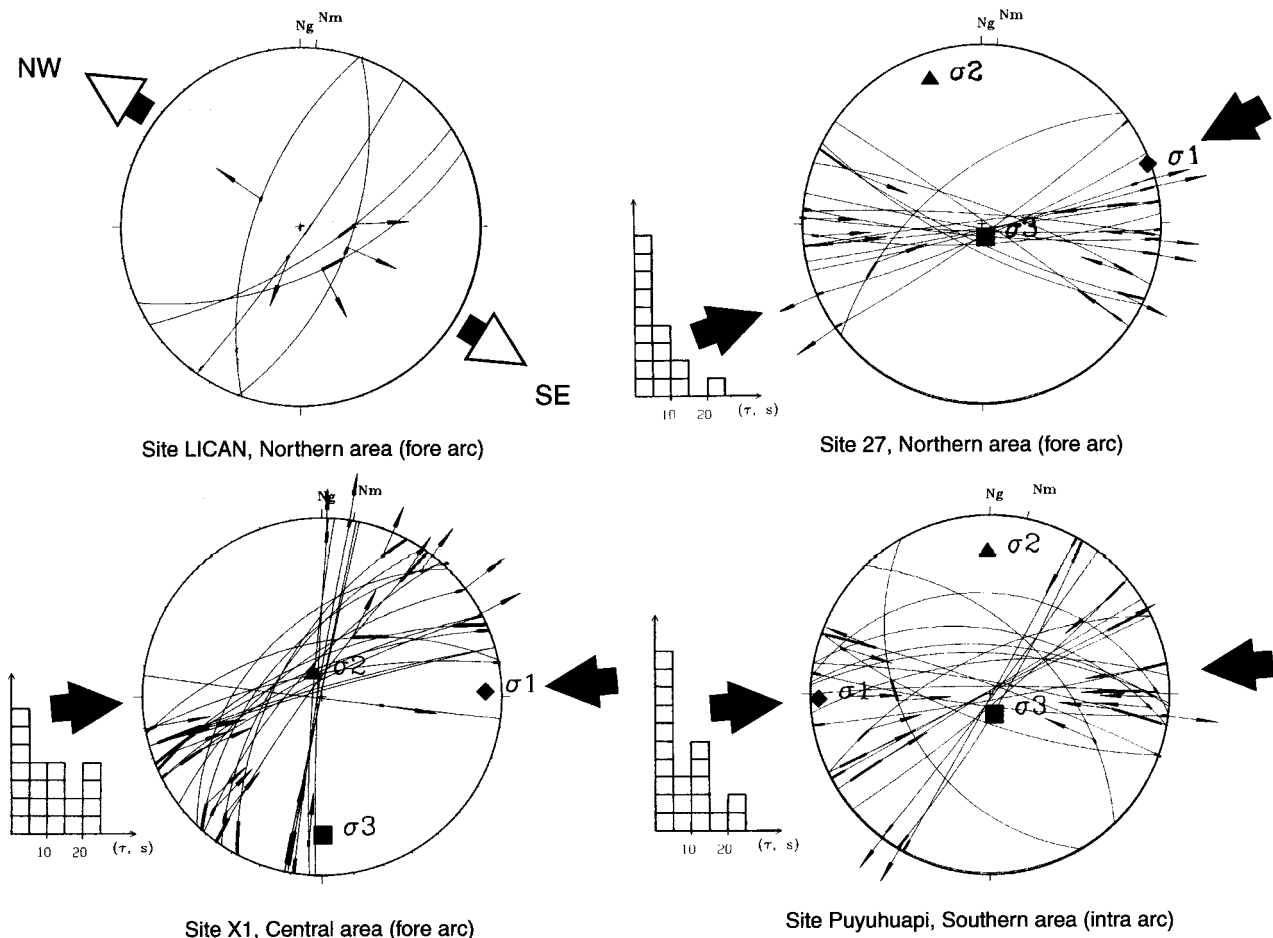 Ng Nm
NW
SE
Site LICAN, Northern area (fore arc)
Ng Nm
σ2
σ1
σ3
10 20 (τ, s)
Site 27, Northern area (fore arc)
Ng Nm
σ2
σ1
σ3
10 20 (τ, s)
Site X1, Central area (fore arc)
Ng Nm
σ2
σ1
σ3
10 20 (τ, s)
Site Puyuhuapi, Southern area (intra arc)